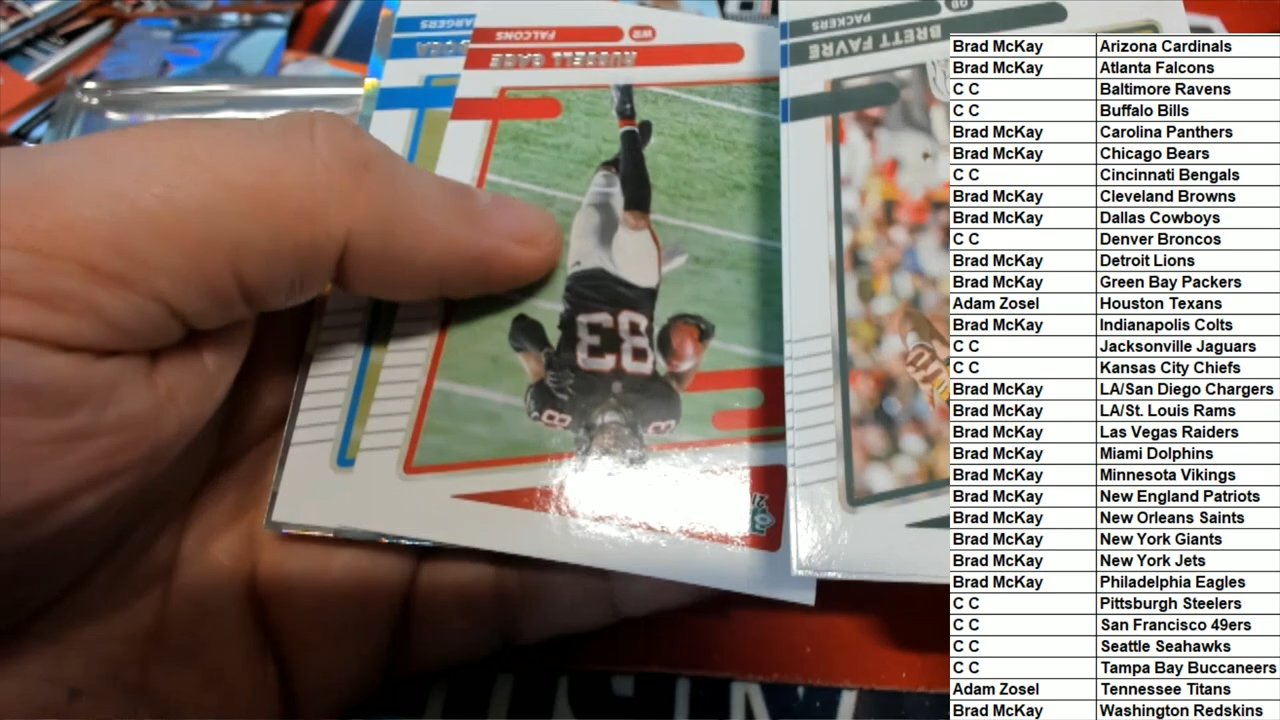 ARGERS
FALCONS WR
RUSSELL GAGE
83
PACKERS QB
BRETT FAVRE
Brad McKay Arizona Cardinals
Brad McKay Atlanta Falcons
C C Baltimore Ravens
C C Buffalo Bills
Brad McKay Carolina Panthers
Brad McKay Chicago Bears
C C Cincinnati Bengals
Brad McKay Cleveland Browns
Brad McKay Dallas Cowboys
C C Denver Broncos
Brad McKay Detroit Lions
Brad McKay Green Bay Packers
Adam Zosel Houston Texans
Brad McKay Indianapolis Colts
C C Jacksonville Jaguars
C C Kansas City Chiefs
Brad McKay LA/San Diego Chargers
Brad McKay LA/St. Louis Rams
Brad McKay Las Vegas Raiders
Brad McKay Miami Dolphins
Brad McKay Minnesota Vikings
Brad McKay New England Patriots
Brad McKay New Orleans Saints
Brad McKay New York Giants
Brad McKay New York Jets
Brad McKay Philadelphia Eagles
C C Pittsburgh Steelers
C C San Francisco 49ers
C C Seattle Seahawks
C C Tampa Bay Buccaneers
Adam Zosel Tennessee Titans
Brad McKay Washington Redskins